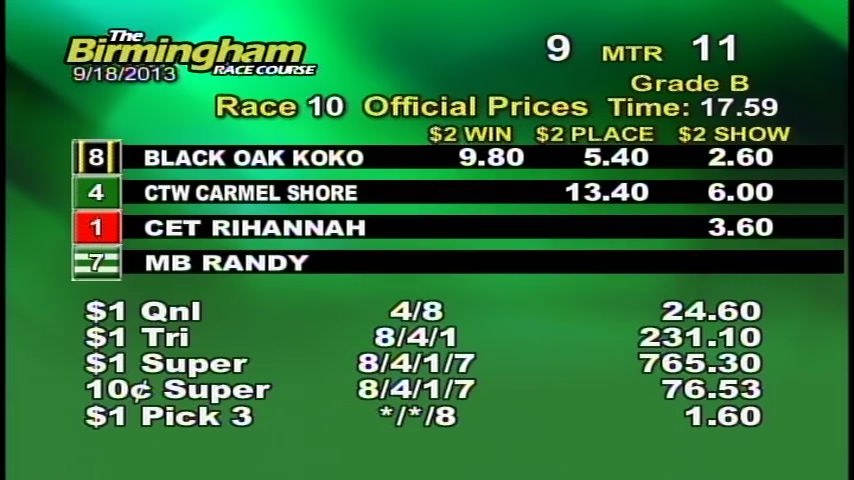 The
Birmingham
RACE COURSE
9/18/2013
9 MTR 11
Grade B
Race 10 Official Prices Time: 17.59
$2 WIN $2 PLACE $2 SHOW
8 BLACK OAK KOKO 9.80 5.40 2.60
4 CTW CARMEL SHORE 13.40 6.00
1 CET RIHANNAH 3.60
7 MB RANDY
$1 Qnl 4/8 24.60
$1 Tri 8/4/1 231.10
$1 Super 8/4/1/7 765.30
10¢ Super 8/4/1/7 76.53
$1 Pick 3 */*/8 1.60